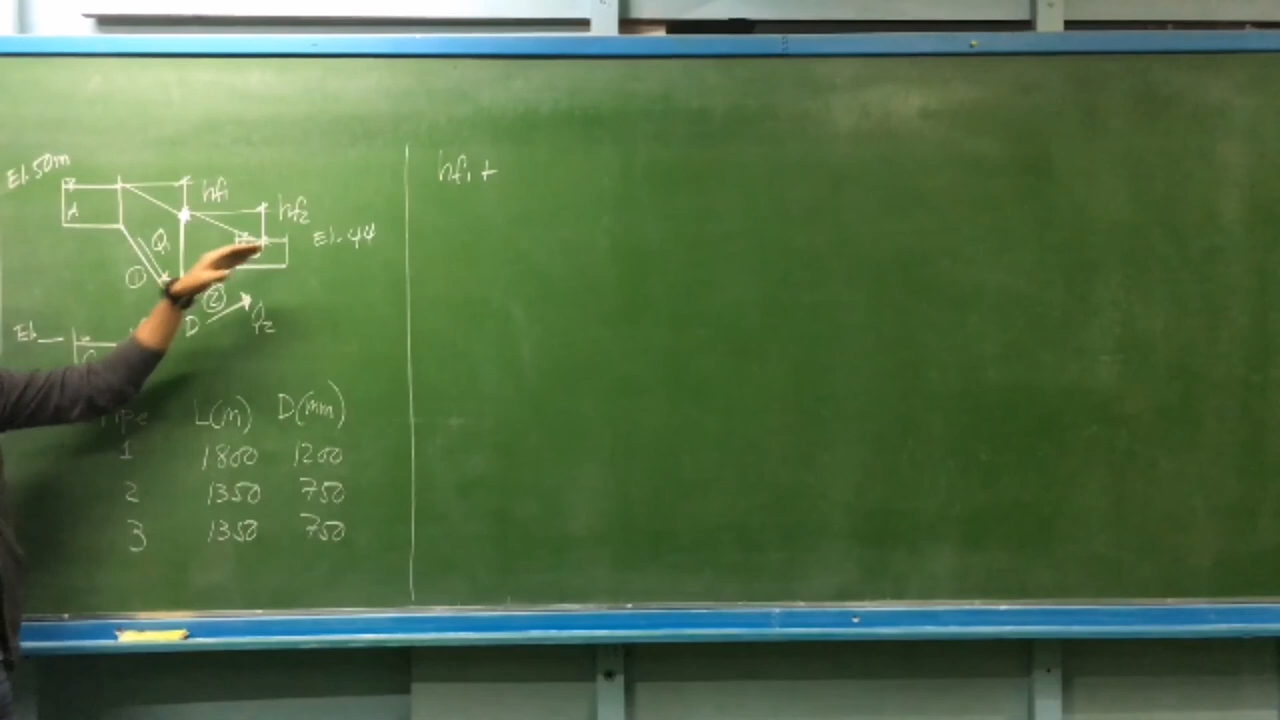 El. 50m
A
hf1
hf2
El. 44
Q1
①
②
D
Q2
El.
L(m) D(mm)
1 1800 1200
2 1350 750
3 1350 750
hf1 +